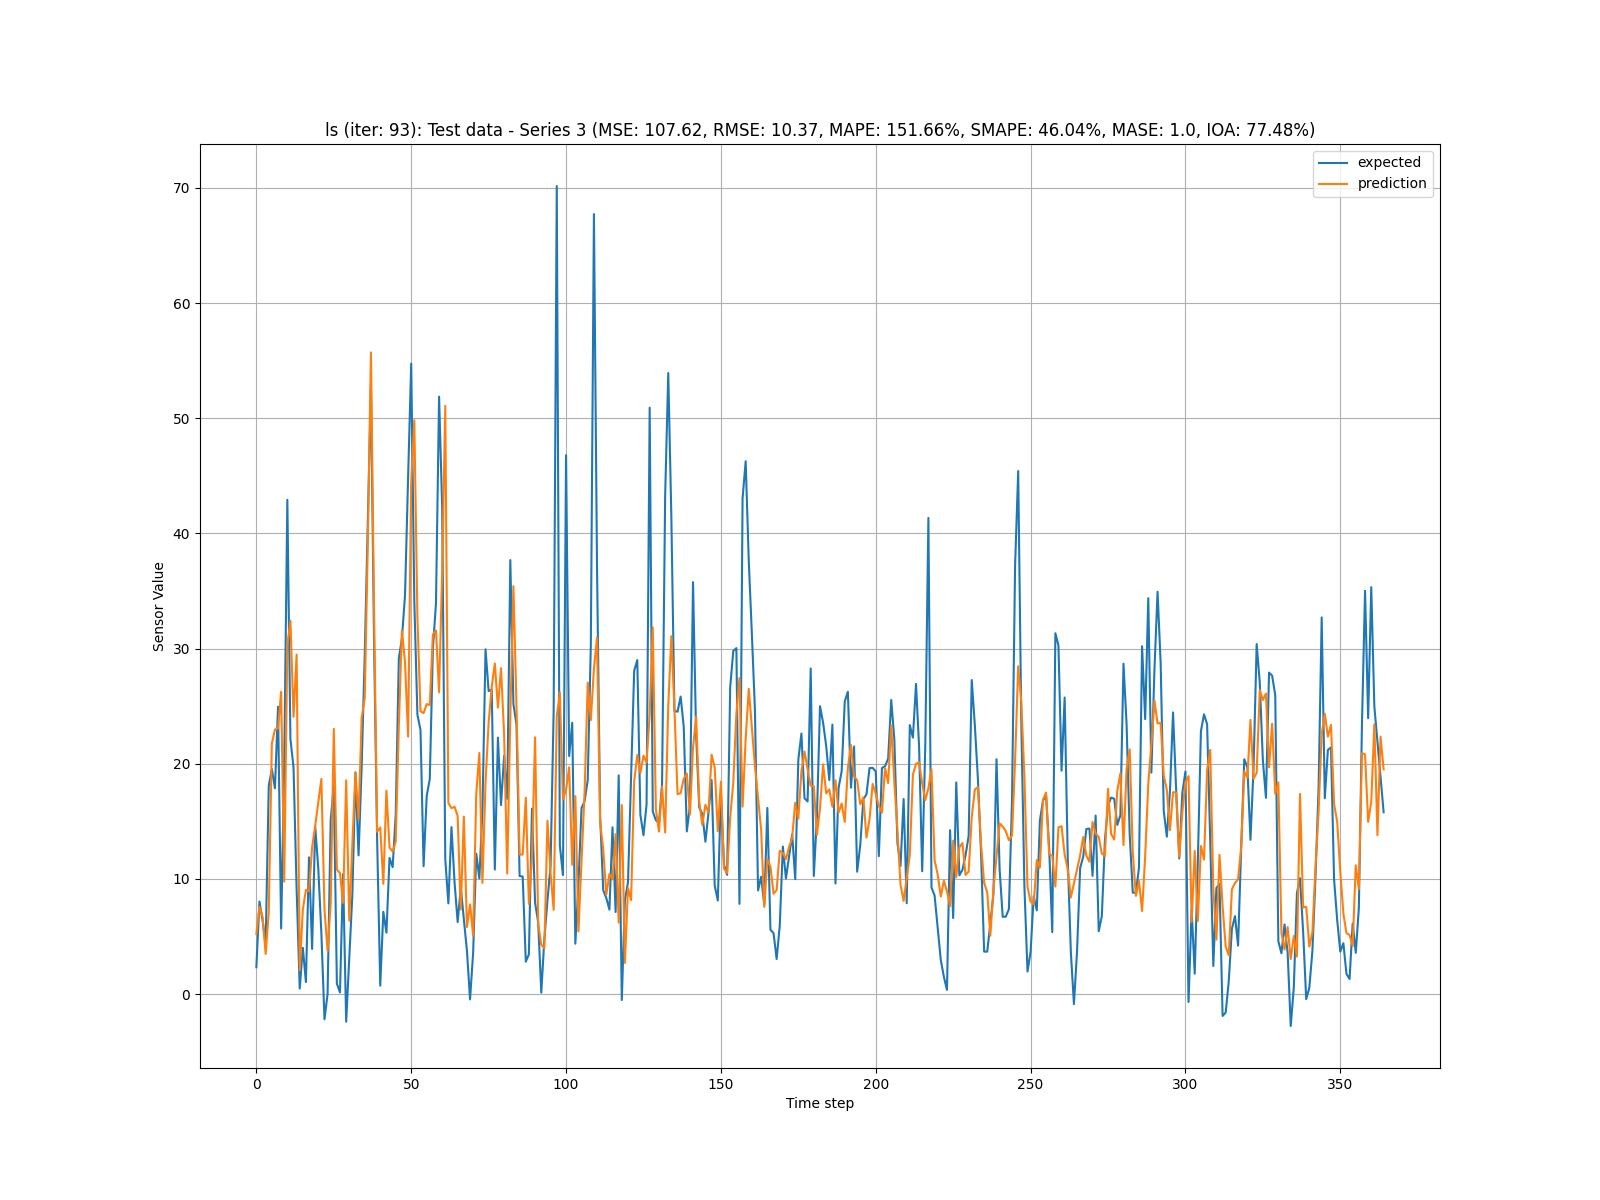 ls (iter: 93): Test data - Series 3 (MSE: 107.62, RMSE: 10.37, MAPE: 151.66%, SMAPE: 46.04%, MASE: 1.0, IOA: 77.48%)
expected
prediction
70
60
50
40
30
20
10
0
Sensor Value
0 50 100 150 200 250 300 350
Time step